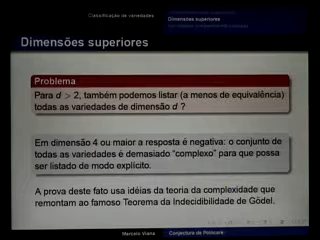 Classificação de variedades
Dimensões superiores
Dimensões superiores
Problema
Para d > 2, também podemos listar (a menos de equivalência)
todas as variedades de dimensão d ?
Em dimensão 4 ou maior a resposta é negativa: o conjunto de
todas as variedades é demasiado “complexo” para que possa
ser listado de modo explícito.
A prova deste fato usa idéias da teoria da complexidade que
remontam ao famoso Teorema da Indecidibilidade de Gödel.
Marcelo Viana
Conjectura de Poincaré